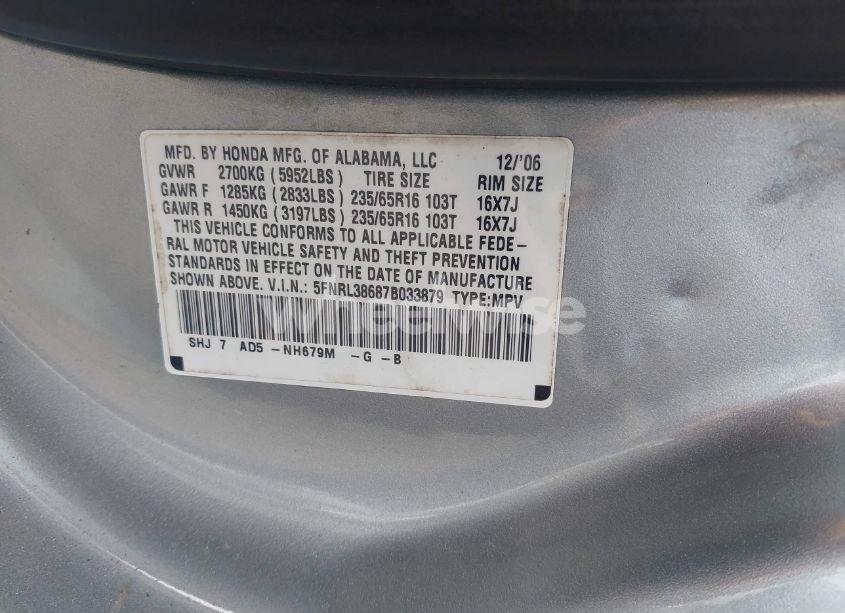 MFD. BY HONDA MFG. OF ALABAMA, LLC 12/'06
GVWR 2700KG (5952LBS) TIRE SIZE RIM SIZE
GAWR F 1285KG (2833LBS) 235/65R16 103T 16X7J
GAWR R 1450KG (3197LBS) 235/65R16 103T 16X7J
THIS VEHICLE CONFORMS TO ALL APPLICABLE FEDE-
RAL MOTOR VEHICLE SAFETY AND THEFT PREVENTION
STANDARDS IN EFFECT ON THE DATE OF MANUFACTURE
SHOWN ABOVE. V.I.N.: 5FNRL38687B033879 TYPE:MPV
wheelwise
SHJ 7 AD5 -NH679M -G -B